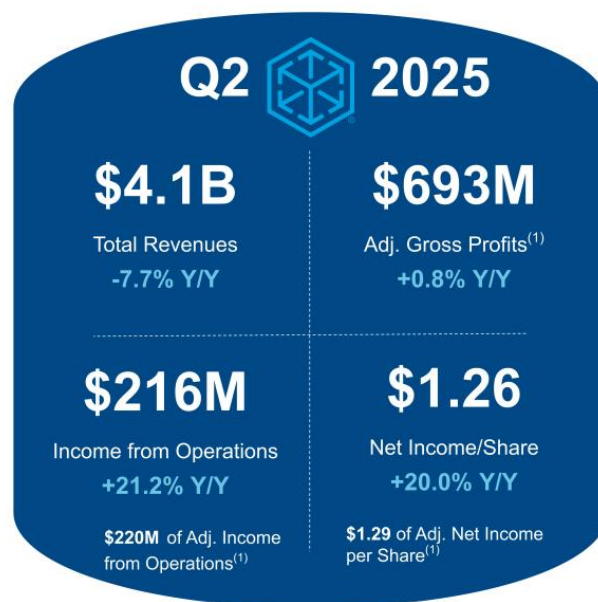 Q2 2025
$4.1B
Total Revenues
-7.7% Y/Y
$693M
Adj. Gross Profits(1)
+0.8% Y/Y
$216M
Income from Operations
+21.2% Y/Y
$220M of Adj. Income
from Operations(1)
$1.26
Net Income/Share
+20.0% Y/Y
$1.29 of Adj. Net Income
per Share(1)